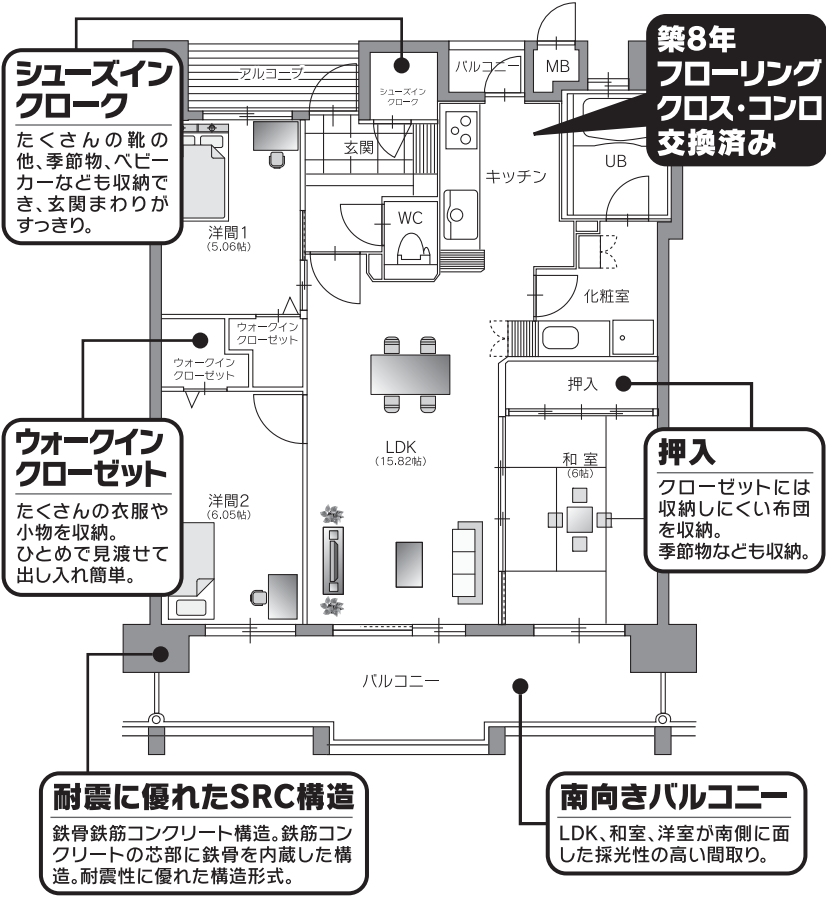 築8年
フローリング
クロス・コンロ
交換済み
シューズイン
クローク
たくさんの靴の
他、季節物、ベビー
カーなども収納で
き、玄関まわりが
すっきり。
アルコーブ
シューズイン
クローク
バルコニー
MB
玄関
キッチン
UB
WC
洋間1
(5.06帖)
化粧室
ウォークイン
クローゼット
ウォークイン
クローゼット
押入
ウォークイン
クローゼット
たくさんの衣服や
小物を収納。
ひとめで見渡せて
出し入れ簡単。
LDK
(15.82帖)
和室
(6帖)
洋間2
(6.05帖)
押入
クローゼットには
収納しにくい布団
を収納。
季節物なども収納。
バルコニー
耐震に優れたSRC構造
鉄骨鉄筋コンクリート構造。鉄筋コン
クリートの芯部に鉄骨を内蔵した構
造。耐震性に優れた構造形式。
南向きバルコニー
LDK、和室、洋室が南側に面
した採光性の高い間取り。